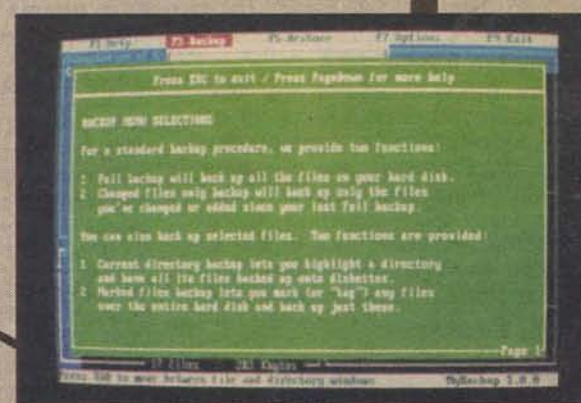 F1 Help F3 Backup F5 Restore F7 Options F9 Exit
Press ESC to exit / Press PageDown for more help
BACKUP MENU SELECTIONS
For a standard backup procedure, we provide two functions:
1 Full backup will back up all the files on your hard disk.
2 Changed files only backup will back up only the files
you've changed or added since your last full backup.
You can also back up selected files. Two functions are provided:
1 Current directory backup lets you highlight a directory
and have all its files backed up onto diskettes.
2 Marked files backup lets you mark (or "tag") any files
over the entire hard disk and back up just those.
Page 1
17 Files 283 Kbytes
Press TAB to move between file and directory windows MyBackup 1.0.0